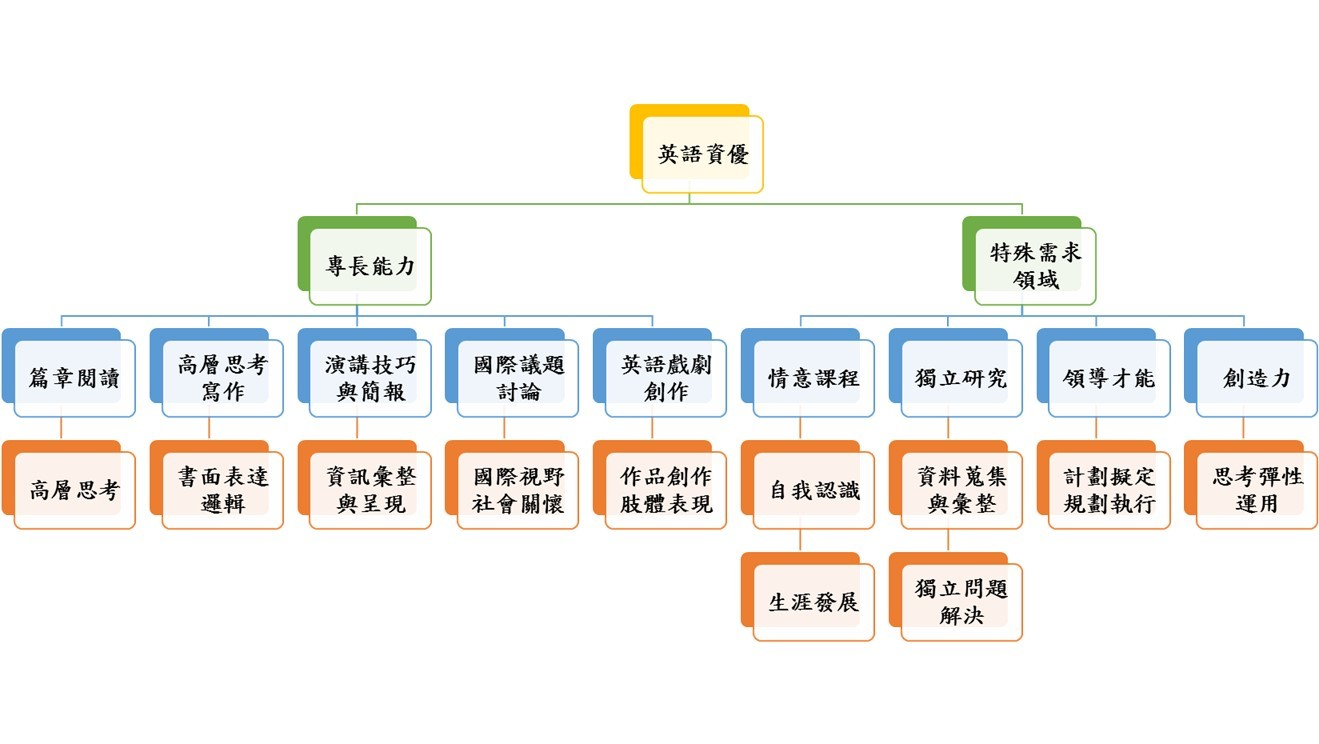 英語資優
專長能力
特殊需求
領域
篇章閱讀
高層思考
寫作
演講技巧
與簡報
國際議題
討論
英語戲劇
創作
情意課程
獨立研究
領導才能
創造力
高層思考
書面表達
邏輯
資訊彙整
與呈現
國際視野
社會關懷
作品創作
肢體表現
自我認識
資料蒐集
與彙整
計劃擬定
規劃執行
思考彈性
運用
生涯發展
獨立問題
解決